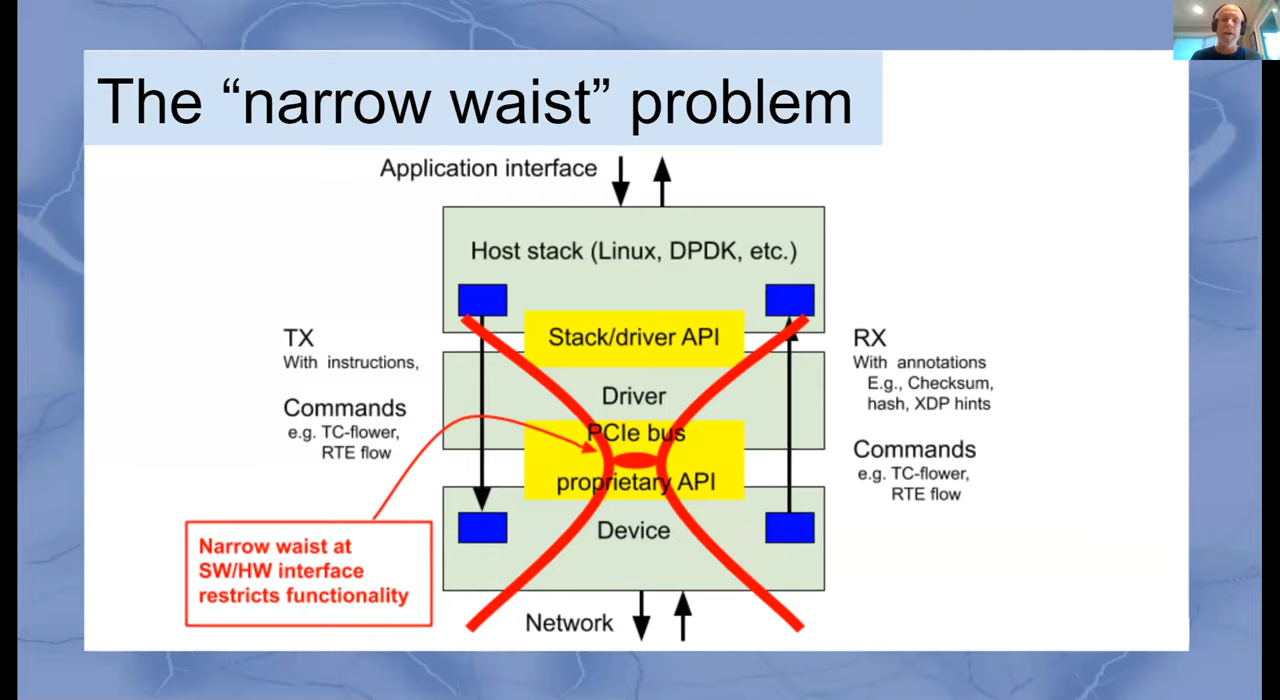 The “narrow waist” problem
Application interface
Host stack (Linux, DPDK, etc.)
Stack/driver API
TX
With instructions,
Commands
e.g. TC-flower,
RTE flow
RX
With annotations
E.g., Checksum,
hash, XDP hints
Commands
e.g. TC-flower,
RTE flow
Driver
PCIe bus
proprietary API
Device
Narrow waist at
SW/HW interface
restricts functionality
Network